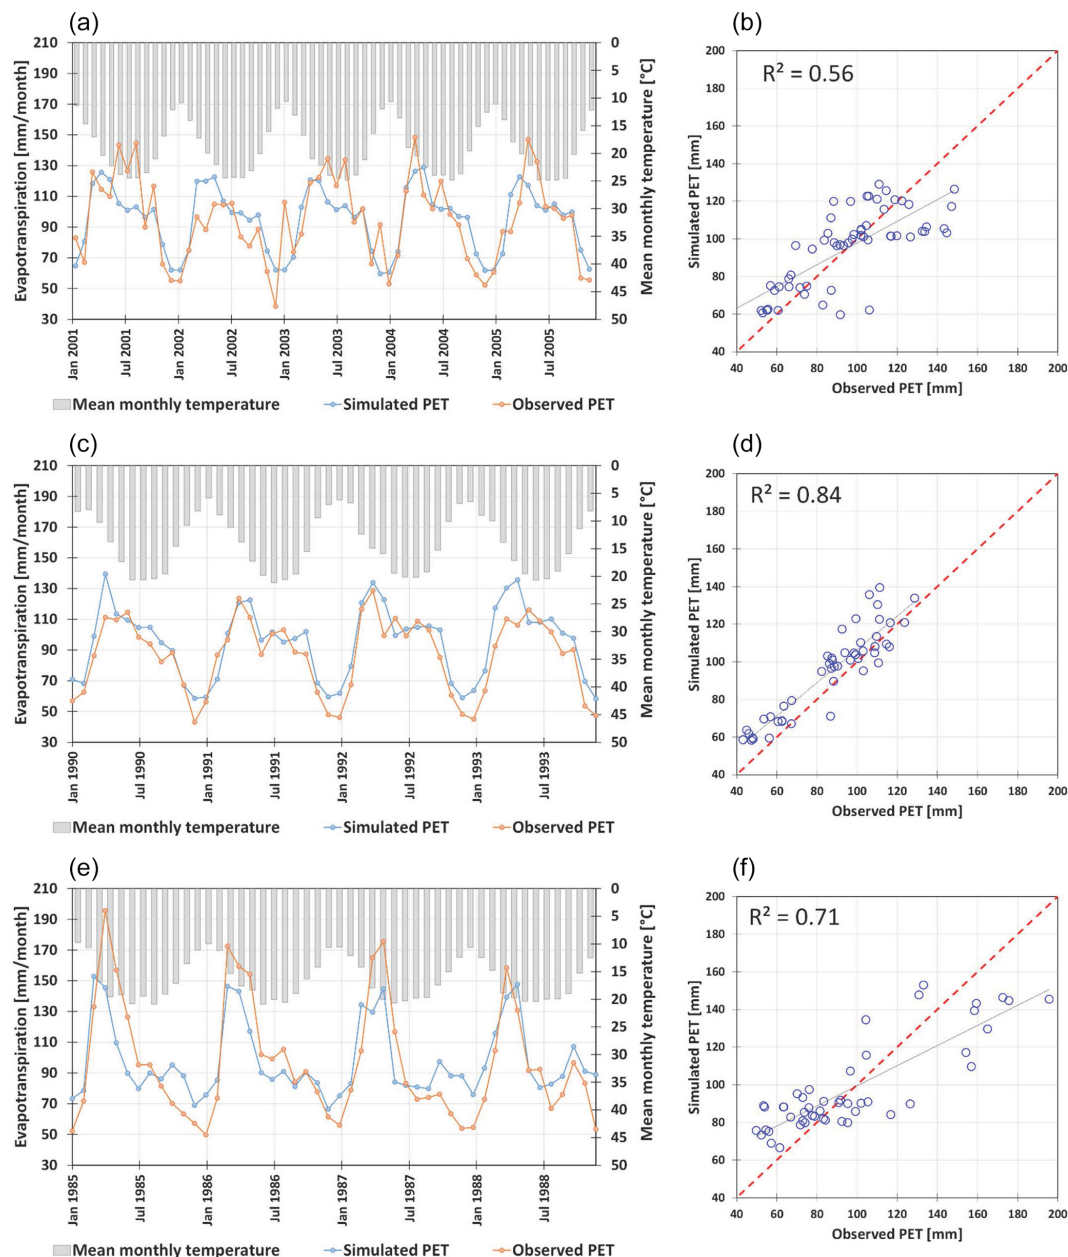 (a)
210
190
170
150
130
110
90
70
50
30
Evapotranspiration [mm/month]
0
5
10
15
20
25
30
35
40
45
50
Mean monthly temperature [°C]
Jan 2001
Jul 2001
Jan 2002
Jul 2002
Jan 2003
Jul 2003
Jan 2004
Jul 2004
Jan 2005
Jul 2005
Mean monthly temperature Simulated PET Observed PET
(b)
R² = 0.56
200
180
160
140
120
100
80
60
40
Simulated PET [mm]
40 60 80 100 120 140 160 180 200
Observed PET [mm]
(c)
210
190
170
150
130
110
90
70
50
30
Evapotranspiration [mm/month]
0
5
10
15
20
25
30
35
40
45
50
Mean monthly temperature [°C]
Jan 1990
Jul 1990
Jan 1991
Jul 1991
Jan 1992
Jul 1992
Jan 1993
Jul 1993
Mean monthly temperature Simulated PET Observed PET
(d)
R² = 0.84
200
180
160
140
120
100
80
60
40
Simulated PET [mm]
40 60 80 100 120 140 160 180 200
Observed PET [mm]
(e)
210
190
170
150
130
110
90
70
50
30
Evapotranspiration [mm/month]
0
5
10
15
20
25
30
35
40
45
50
Mean monthly temperature [°C]
Jan 1985
Jul 1985
Jan 1986
Jul 1986
Jan 1987
Jul 1987
Jan 1988
Jul 1988
Mean monthly temperature Simulated PET Observed PET
(f)
R² = 0.71
200
180
160
140
120
100
80
60
40
Simulated PET [mm]
40 60 80 100 120 140 160 180 200
Observed PET [mm]